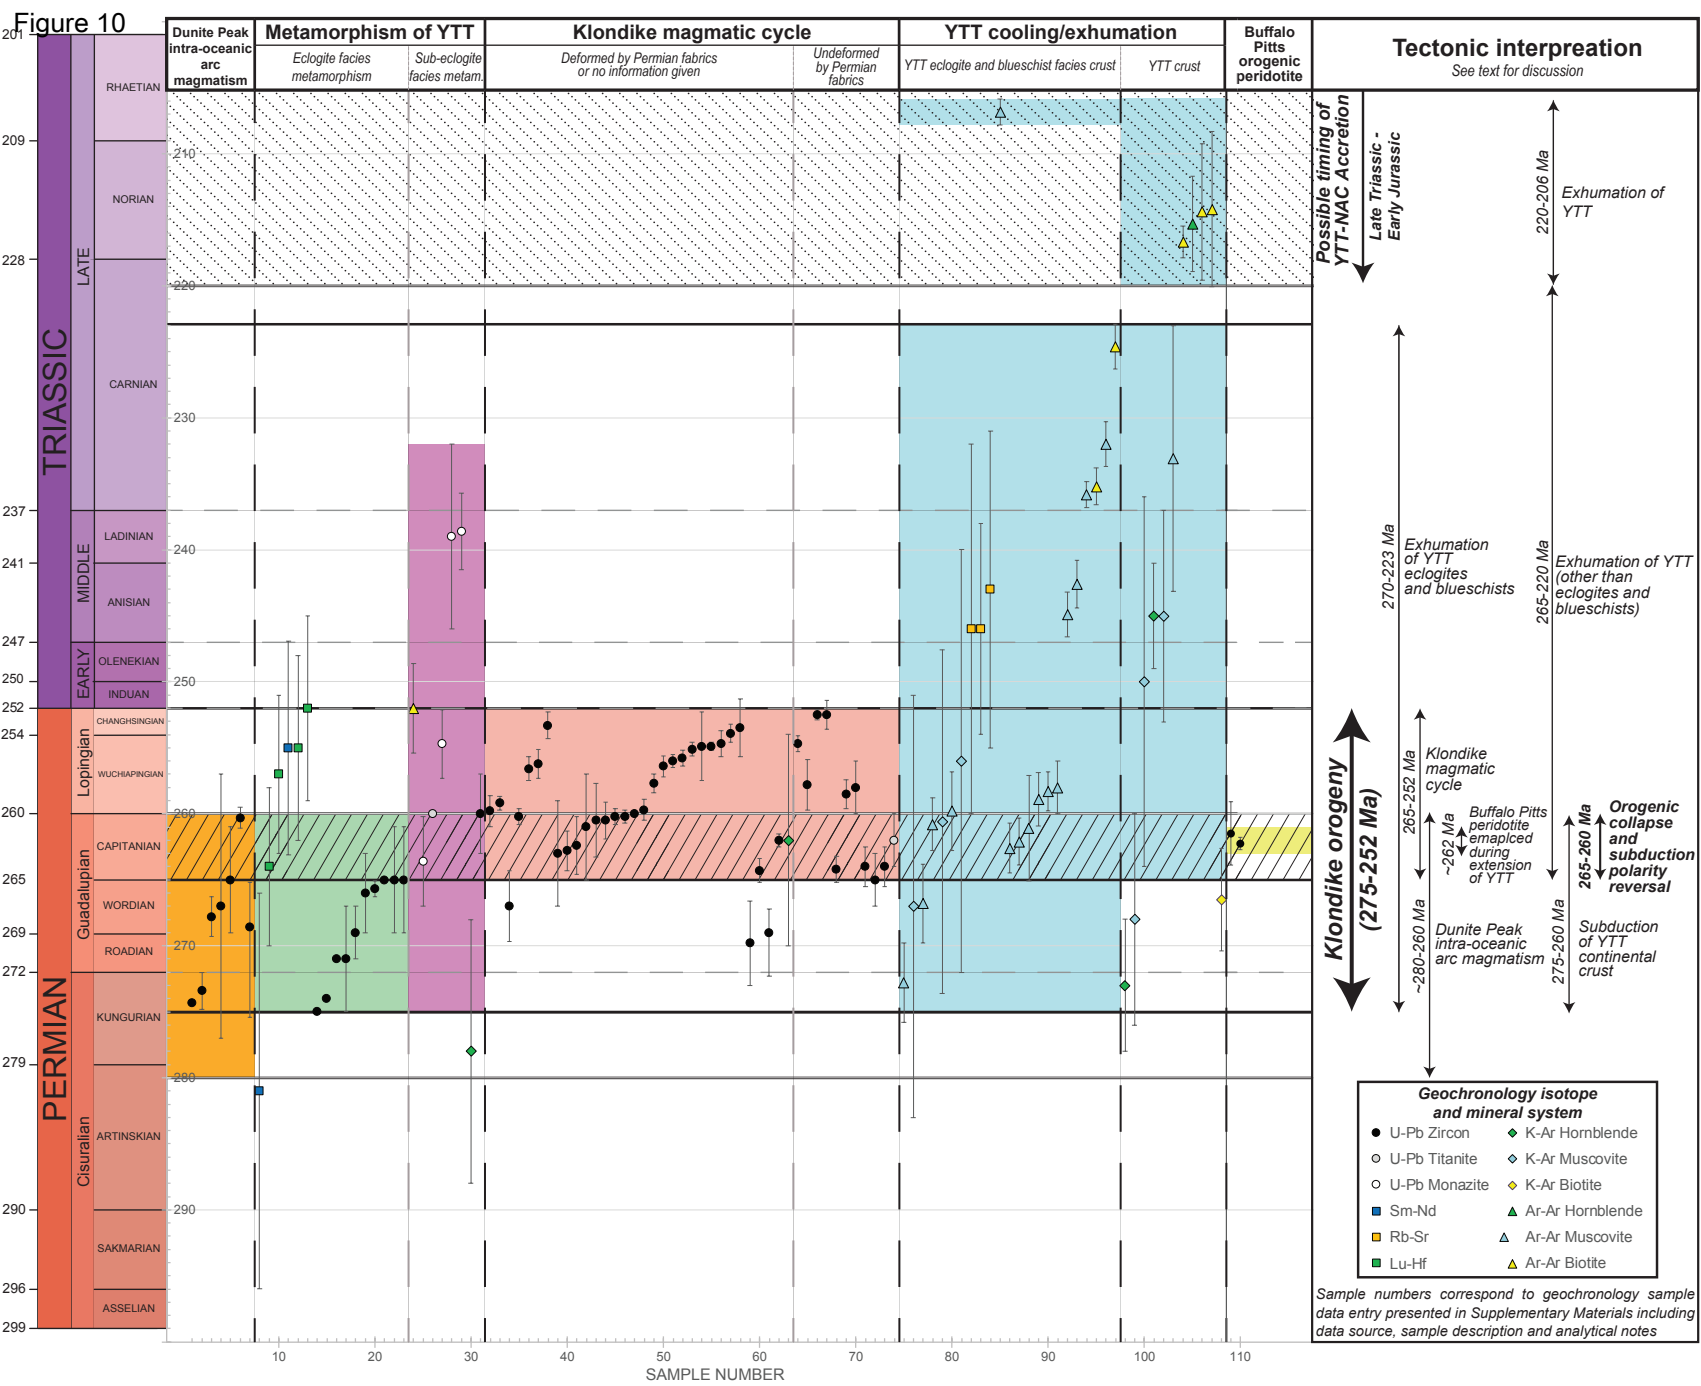 Figure 10
Dunite Peak
intra-oceanic
arc
magmatism
Metamorphism of YTT
Eclogite facies
metamorphism
Sub-eclogite
facies metam.
Klondike magmatic cycle
Deformed by Permian fabrics
or no information given
Undeformed
by Permian
fabrics
YTT cooling/exhumation
YTT eclogite and blueschist facies crust
YTT crust
Buffalo
Pitts
orogenic
peridotite
Tectonic interpreation
See text for discussion
201
209
228
237
241
247
250
252
254
260
265
269
272
279
290
296
299
TRIASSIC
PERMIAN
LATE
MIDDLE
EARLY
Lopingian
Guadalupian
Cisuralian
RHAETIAN
NORIAN
CARNIAN
LADINIAN
ANISIAN
OLENEKIAN
INDUAN
CHANGHSINGIAN
WUCHIAPINGIAN
CAPITANIAN
WORDIAN
ROADIAN
KUNGURIAN
ARTINSKIAN
SAKMARIAN
ASSELIAN
210
220
230
240
250
260
270
280
290
10
20
30
40
50
60
70
80
90
100
110
SAMPLE NUMBER
Possible timing of
YTT-NAC Accretion
Late Triassic -
Early Jurassic
220-206 Ma
Exhumation of
YTT
270-223 Ma
Exhumation
of YTT
eclogites
and blueschists
265-220 Ma
Exhumation of YTT
(other than
eclogites and
blueschists)
Klondike orogeny
(275-252 Ma)
265-252 Ma
Klondike
magmatic
cycle
~262 Ma
Buffalo Pitts
peridotite
emaplced
during
extension
of YTT
265-260 Ma
Orogenic
collapse
and
subduction
polarity
reversal
~280-260 Ma
Dunite Peak
intra-oceanic
arc magmatism
275-260 Ma
Subduction
of YTT
continental
crust
Geochronology isotope
and mineral system
U-Pb Zircon
U-Pb Titanite
U-Pb Monazite
Sm-Nd
Rb-Sr
Lu-Hf
K-Ar Hornblende
K-Ar Muscovite
K-Ar Biotite
Ar-Ar Hornblende
Ar-Ar Muscovite
Ar-Ar Biotite
Sample numbers correspond to geochronology sample
data entry presented in Supplementary Materials including
data source, sample description and analytical notes